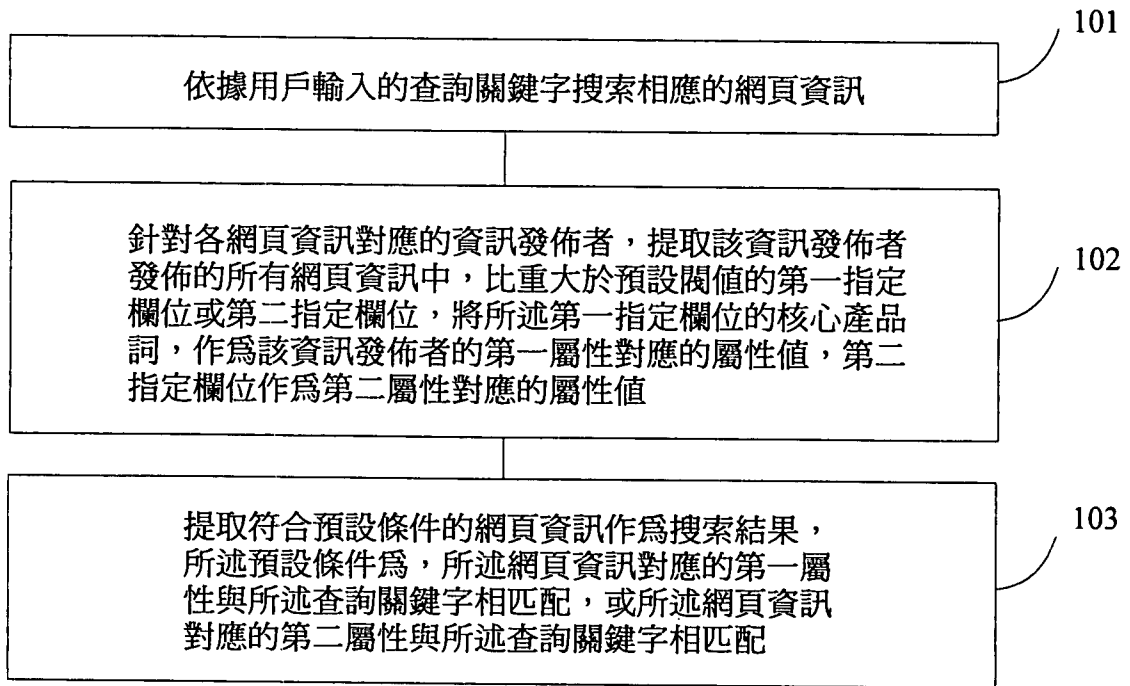 101
依據用戶輸入的查詢關鍵字搜索相應的網頁資訊
針對各網頁資訊對應的資訊發佈者，提取該資訊發佈者
發佈的所有網頁資訊中，比重大於預設閥值的第一指定
欄位或第二指定欄位，將所述第一指定欄位的核心產品
詞，作爲該資訊發佈者的第一屬性對應的屬性值，第二
指定欄位作爲第二屬性對應的屬性值
102
提取符合預設條件的網頁資訊作爲搜索結果，
所述預設條件爲，所述網頁資訊對應的第一屬
性與所述查詢關鍵字相匹配，或所述網頁資訊
對應的第二屬性與所述查詢關鍵字相匹配
103